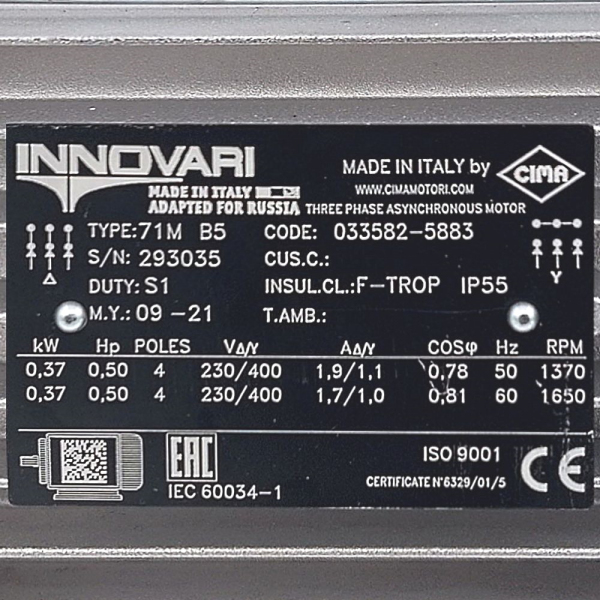 INNOVARI
MADE IN ITALY by CIMA
WWW.CIMAMOTORI.COM
MADE IN ITALY
ADAPTED FOR RUSSIA THREE PHASE ASYNCHRONOUS MOTOR
TYPE: 71M B5 CODE: 033582-5883
S/N: 293035 CUS.C.:
DUTY: S1 INSUL.CL.: F-TROP IP55
M.Y.: 09 -21 T.AMB.:
Δ Y
kW Hp POLES VΔ/Y AΔ/Y COSφ Hz RPM
0,37 0,50 4 230/400 1,9/1,1 0,78 50 1370
0,37 0,50 4 230/400 1,7/1,0 0,81 60 1650
EAC
IEC 60034-1
ISO 9001
CERTIFICATE N°6329/01/5
CE